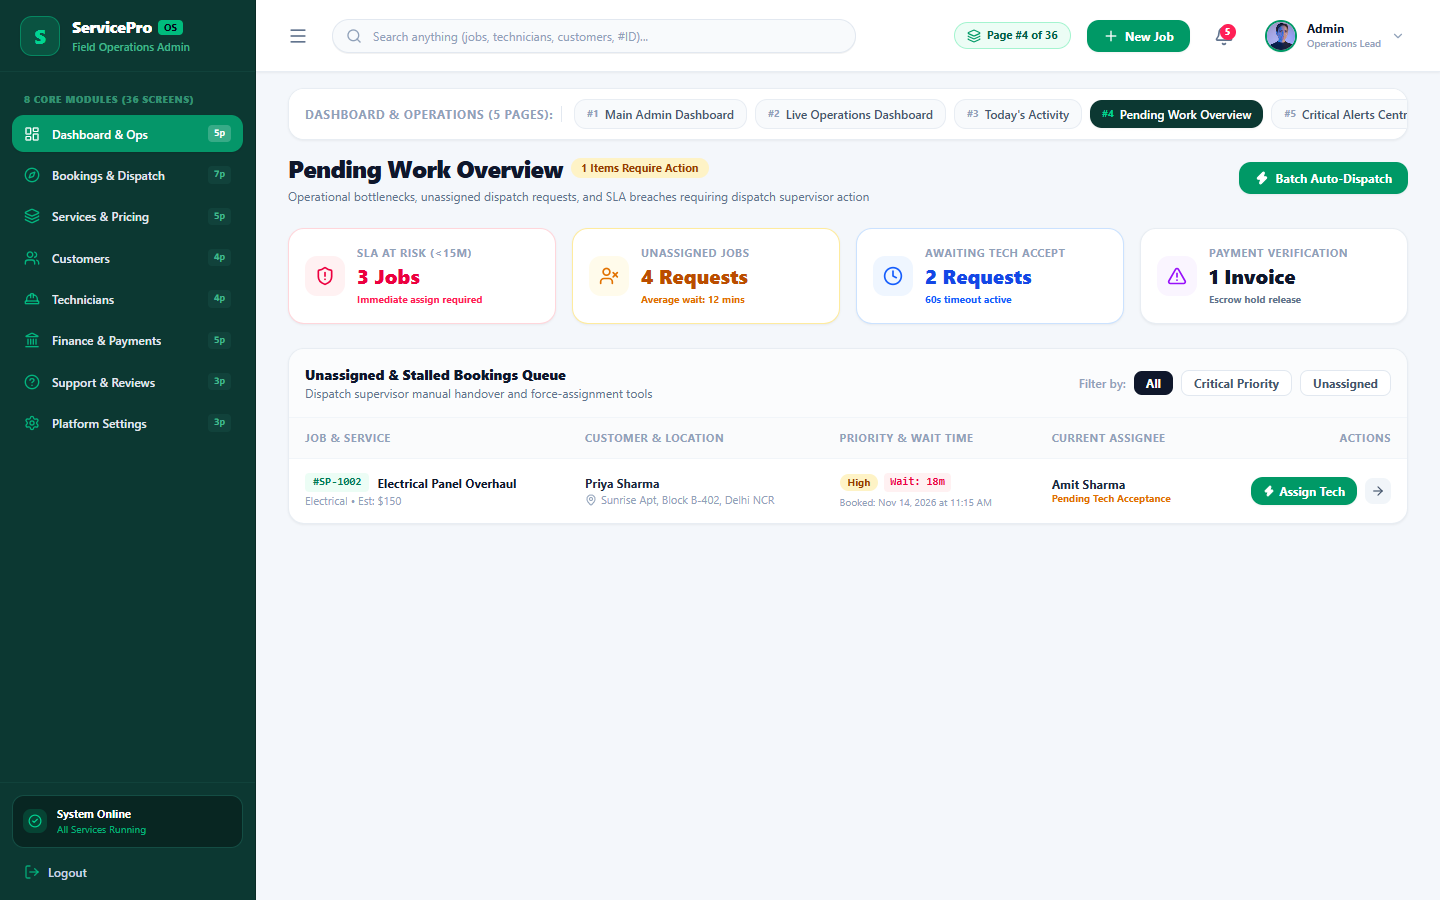 S
ServicePro OS
Field Operations Admin
8 CORE MODULES (36 SCREENS)
Dashboard & Ops 5p
Bookings & Dispatch 7p
Services & Pricing 5p
Customers 4p
Technicians 4p
Finance & Payments 5p
Support & Reviews 3p
Platform Settings 3p
System Online
All Services Running
Logout
Search anything (jobs, technicians, customers, #ID)...
Page #4 of 36
New Job
5
Admin
Operations Lead
DASHBOARD & OPERATIONS (5 PAGES):
#1 Main Admin Dashboard
#2 Live Operations Dashboard
#3 Today's Activity
#4 Pending Work Overview
#5 Critical Alerts Centr
Pending Work Overview
1 Items Require Action
Operational bottlenecks, unassigned dispatch requests, and SLA breaches requiring dispatch supervisor action
Batch Auto-Dispatch
SLA AT RISK (<15M)
3 Jobs
Immediate assign required
UNASSIGNED JOBS
4 Requests
Average wait: 12 mins
AWAITING TECH ACCEPT
2 Requests
60s timeout active
PAYMENT VERIFICATION
1 Invoice
Escrow hold release
Unassigned & Stalled Bookings Queue
Dispatch supervisor manual handover and force-assignment tools
Filter by: All Critical Priority Unassigned
JOB & SERVICE CUSTOMER & LOCATION PRIORITY & WAIT TIME CURRENT ASSIGNEE ACTIONS
#SP-1002 Electrical Panel Overhaul
Electrical • Est: $150
Priya Sharma
Sunrise Apt, Block B-402, Delhi NCR
High Wait: 18m
Booked: Nov 14, 2026 at 11:15 AM
Amit Sharma
Pending Tech Acceptance
Assign Tech